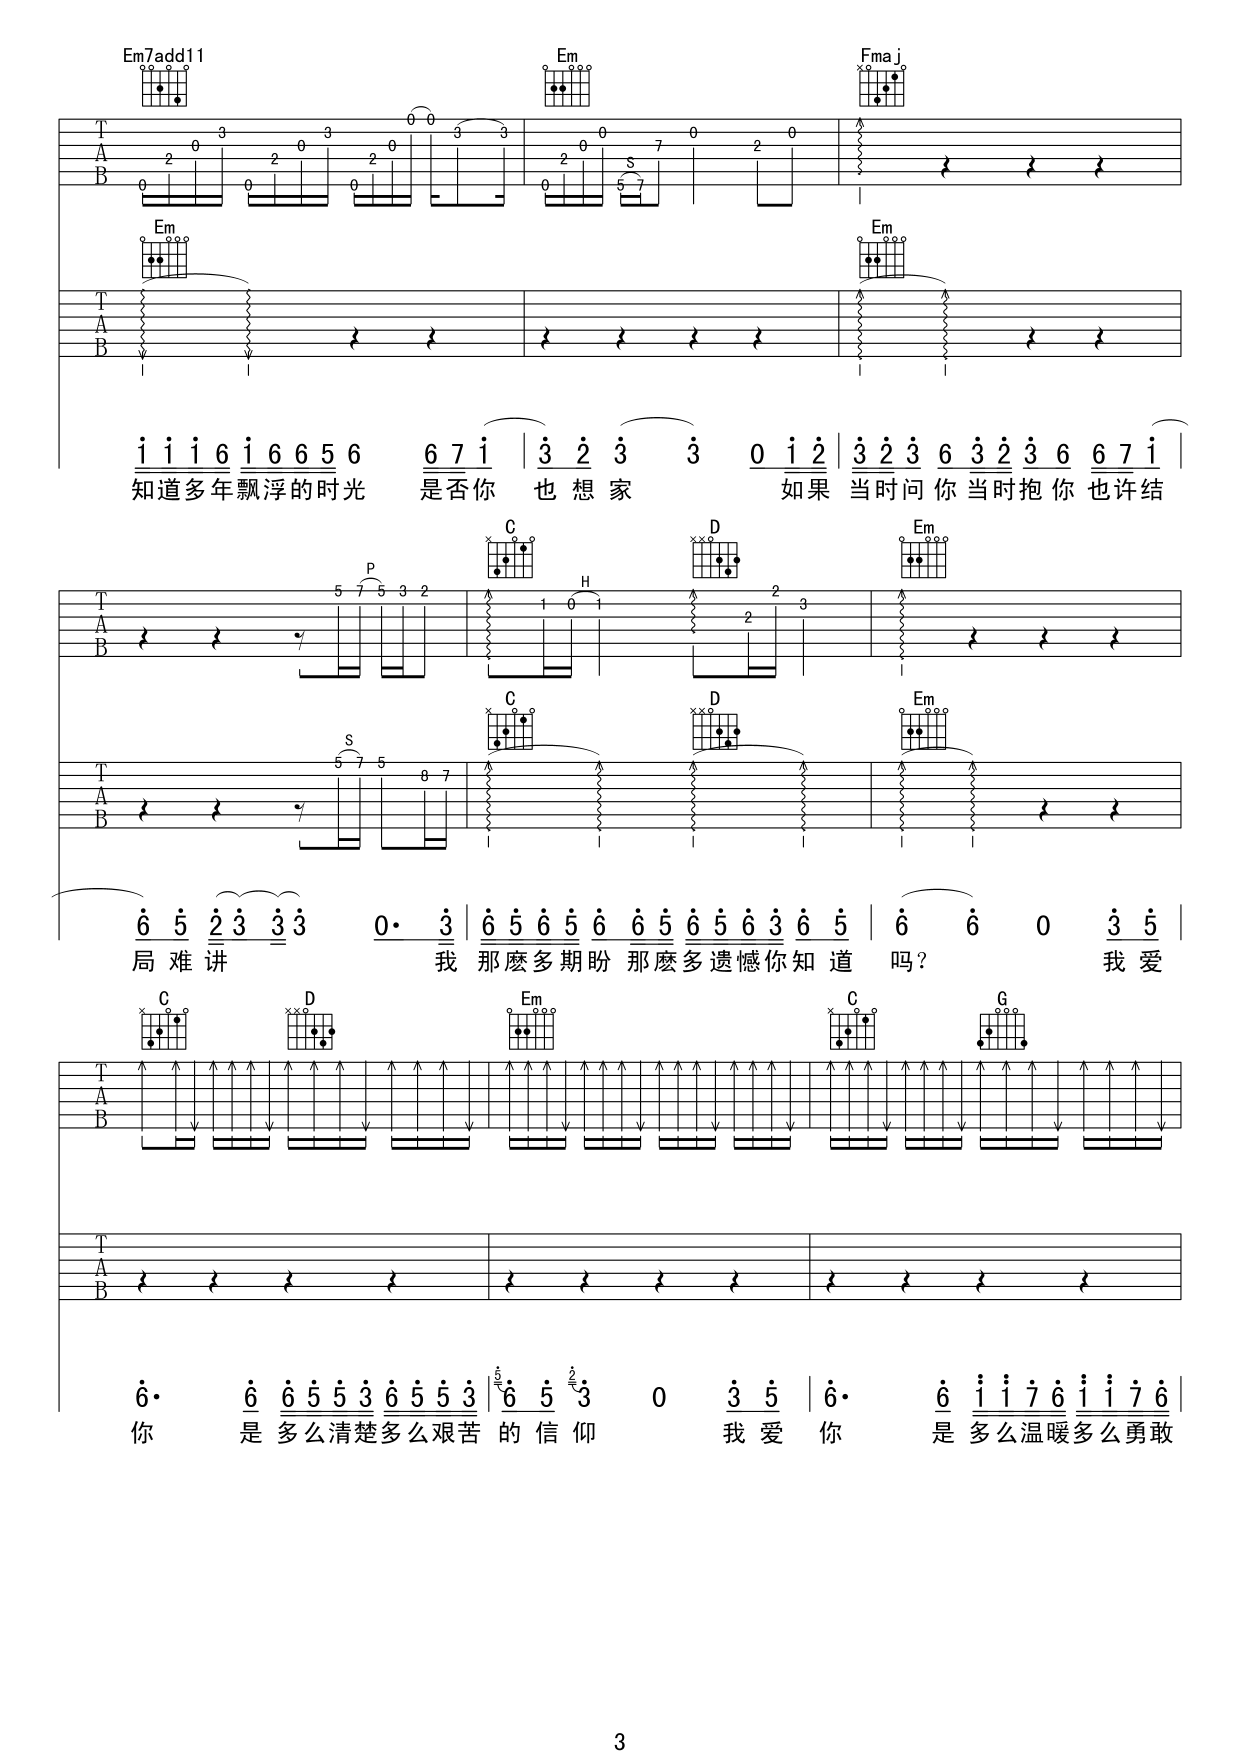 Em7add11 Em Fmaj
T A B 0 2 0 3 0 2 0 3 0 2 0 0 0 3 3 0 2 0 0 S 5 7 7 0 2 0
Em Em
T A B
1 1 1 6 1 6 6 5 6 6 7 1 3 2 3 3 0 1 2 3 2 3 6 3 2 3 6 6 7 1
知道多年飘浮的时光 是否你 也 想 家 如果 当时问 你 当时抱 你 也许结
C D Em
T A B 5 7 P 5 3 2 1 0 H 1 2 2 3
C D Em
T A B 5 S 7 5 8 7
6 5 2 3 3 3 0· 3 6 5 6 5 6 6 5 6 5 6 3 6 5 6 6 0 3 5
局 难 讲 我 那麽多期盼 那麽多遗憾你知 道 吗? 我 爱
C D Em C G
T A B
T A B
6· 6 6 5 5 3 6 5 5 3 5 6 5 2 3 0 3 5 6· 6 1 1 7 6 1 1 7 6
你 是 多么清楚多么艰苦 的 信 仰 我 爱 你 是 多么温暖多么勇敢
3